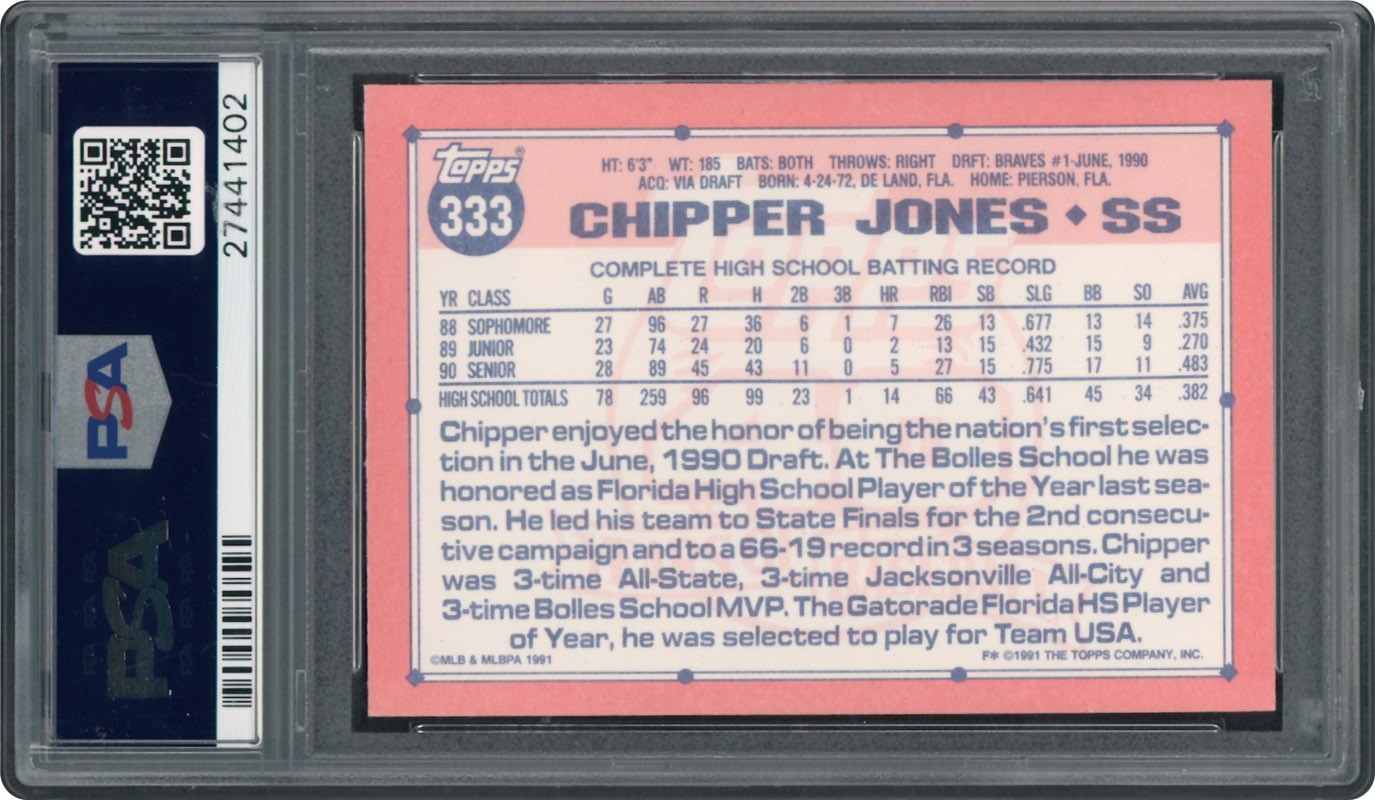 27441402
PSA
PSA
topps®
333
HT: 6'3" WT: 185 BATS: BOTH THROWS: RIGHT DRFT: BRAVES #1-JUNE, 1990
ACQ: VIA DRAFT BORN: 4-24-72, DE LAND, FLA. HOME: PIERSON, FLA.
CHIPPER JONES ◆ SS
COMPLETE HIGH SCHOOL BATTING RECORD
YR CLASS G AB R H 2B 3B HR RBI SB SLG BB SO AVG
88 SOPHOMORE 27 96 27 36 6 1 7 26 13 .677 13 14 .375
89 JUNIOR 23 74 24 20 6 0 2 13 15 .432 15 9 .270
90 SENIOR 28 89 45 43 11 0 5 27 15 .775 17 11 .483
HIGH SCHOOL TOTALS 78 259 96 99 23 1 14 66 43 .641 45 34 .382
Chipper enjoyed the honor of being the nation's first selec-
tion in the June, 1990 Draft. At The Bolles School he was
honored as Florida High School Player of the Year last sea-
son. He led his team to State Finals for the 2nd consecu-
tive campaign and to a 66-19 record in 3 seasons. Chipper
was 3-time All-State, 3-time Jacksonville All-City and
3-time Bolles School MVP. The Gatorade Florida HS Player
of Year, he was selected to play for Team USA.
©MLB & MLBPA 1991
F* ©1991 THE TOPPS COMPANY, INC.